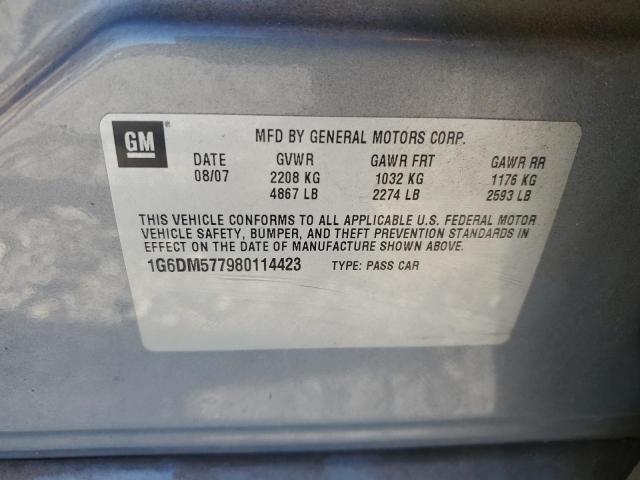 GM
MFD BY GENERAL MOTORS CORP.
DATE GVWR GAWR FRT GAWR RR
08/07 2208 KG 1032 KG 1176 KG
4867 LB 2274 LB 2593 LB
THIS VEHICLE CONFORMS TO ALL APPLICABLE U.S. FEDERAL MOTOR
VEHICLE SAFETY, BUMPER, AND THEFT PREVENTION STANDARDS IN
EFFECT ON THE DATE OF MANUFACTURE SHOWN ABOVE.
1G6DM577980114423 TYPE: PASS CAR